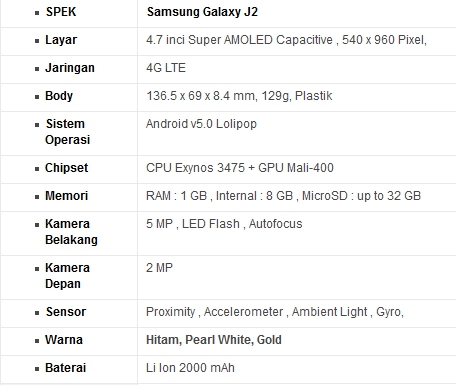 SPEK Samsung Galaxy J2
Layar 4.7 inci Super AMOLED Capacitive , 540 x 960 Pixel,
Jaringan 4G LTE
Body 136.5 x 69 x 8.4 mm, 129g, Plastik
Sistem Operasi Android v5.0 Lolipop
Chipset CPU Exynos 3475 + GPU Mali-400
Memori RAM : 1 GB , Internal : 8 GB , MicroSD : up to 32 GB
Kamera Belakang 5 MP , LED Flash , Autofocus
Kamera Depan 2 MP
Sensor Proximity , Accelerometer , Ambient Light , Gyro,
Warna Hitam, Pearl White, Gold
Baterai Li Ion 2000 mAh